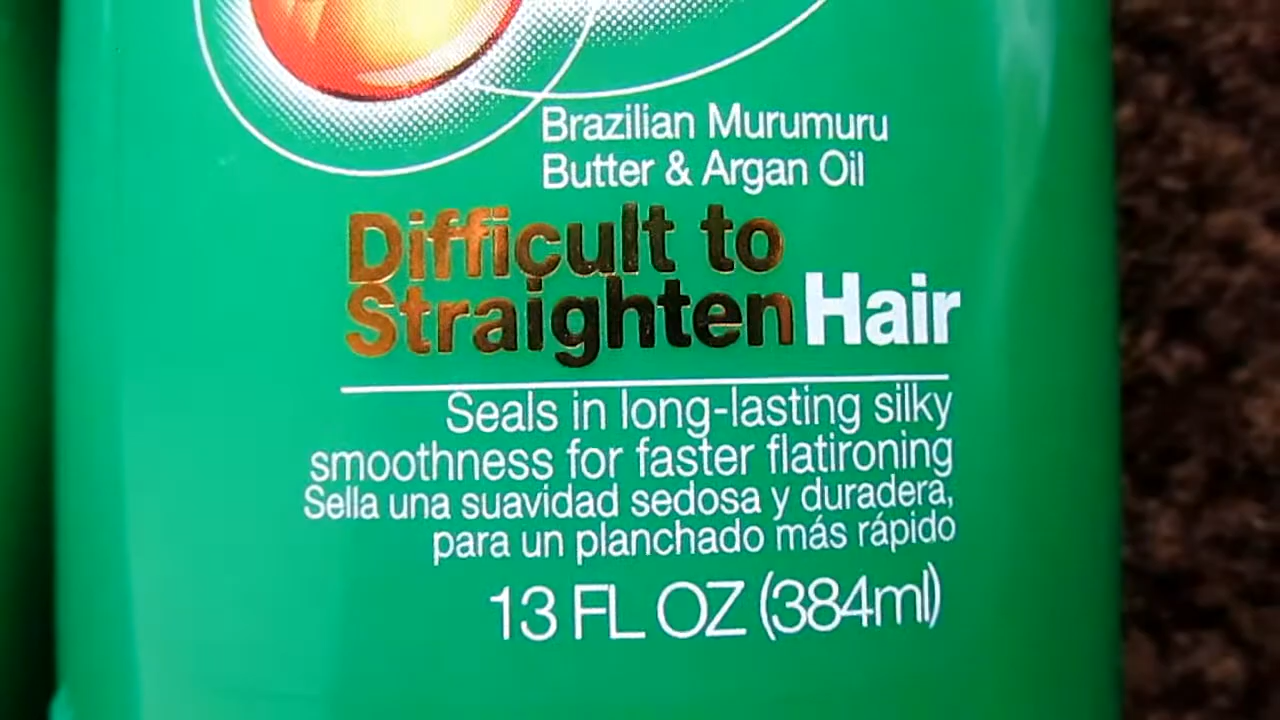 Brazilian Murumuru
Butter & Argan Oil
Difficult to
Straighten Hair
Seals in long-lasting silky
smoothness for faster flatironing
Sella una suavidad sedosa y duradera,
para un planchado más rápido
13 FL OZ (384ml)